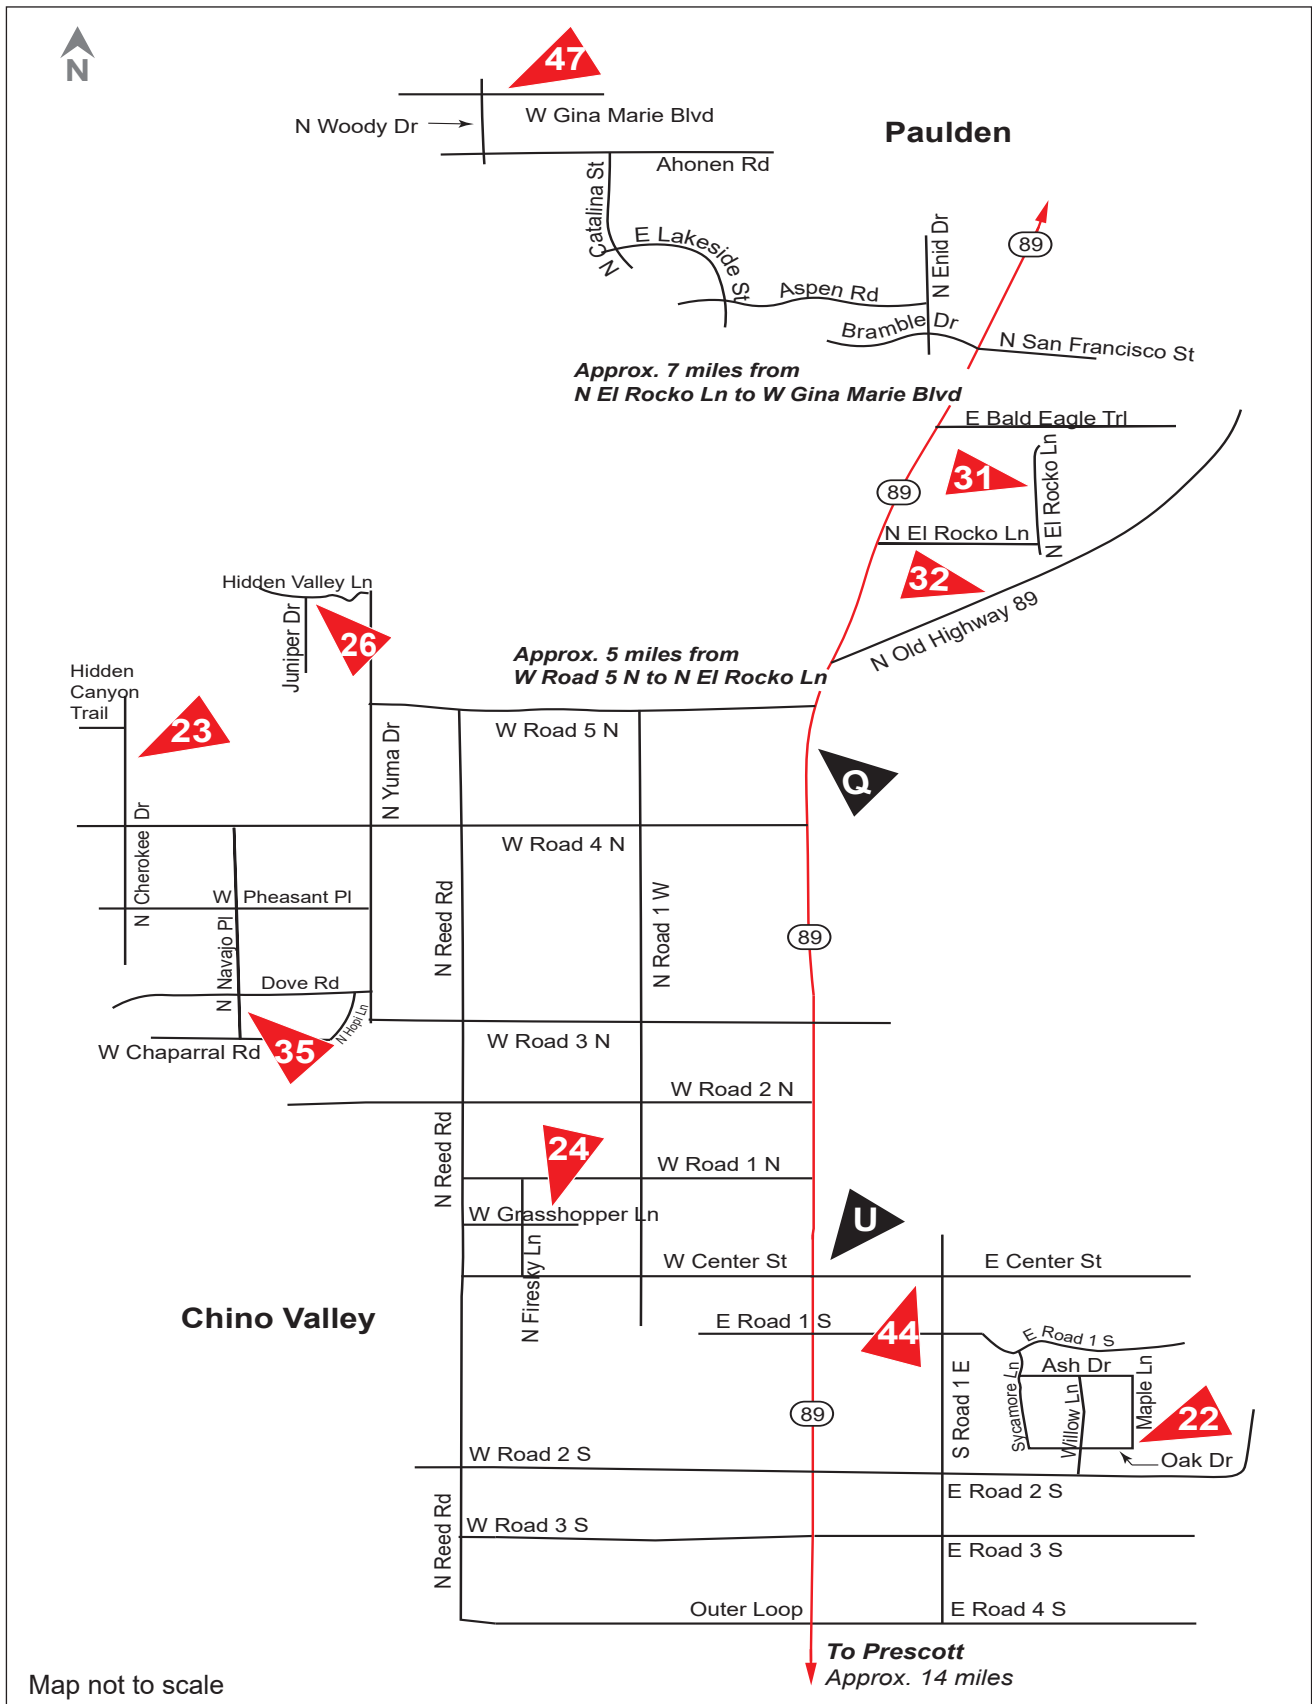 N
47
W Gina Marie Blvd
N Woody Dr
Paulden
Ahonen Rd
N Catalina St
E Lakeside St
N Enid Dr
89
Aspen Rd
Bramble Dr
N San Francisco St
Approx. 7 miles from
N El Rocko Ln to W Gina Marie Blvd
E Bald Eagle Trl
31
89
N El Rocko Ln
N El Rocko Ln
32
N Old Highway 89
Hidden Valley Ln
Juniper Dr
26
Approx. 5 miles from
W Road 5 N to N El Rocko Ln
Hidden
Canyon
Trail
23
W Road 5 N
N Yuma Dr
Q
N Cherokee Dr
W Road 4 N
W Pheasant Pl
N Reed Rd
N Road 1 W
N Navajo Pl
89
Dove Rd
N Hopi Ln
W Chaparral Rd
35
W Road 3 N
W Road 2 N
N Reed Rd
24
W Road 1 N
W Grasshopper Ln
U
N Firesky Ln
W Center St
E Center St
Chino Valley
E Road 1 S
44
E Road 1 S
S Road 1 E
Sycamore Ln
Ash Dr
Willow Ln
Maple Ln
22
89
Oak Dr
W Road 2 S
E Road 2 S
N Reed Rd
W Road 3 S
E Road 3 S
Outer Loop
E Road 4 S
To Prescott
Approx. 14 miles
Map not to scale